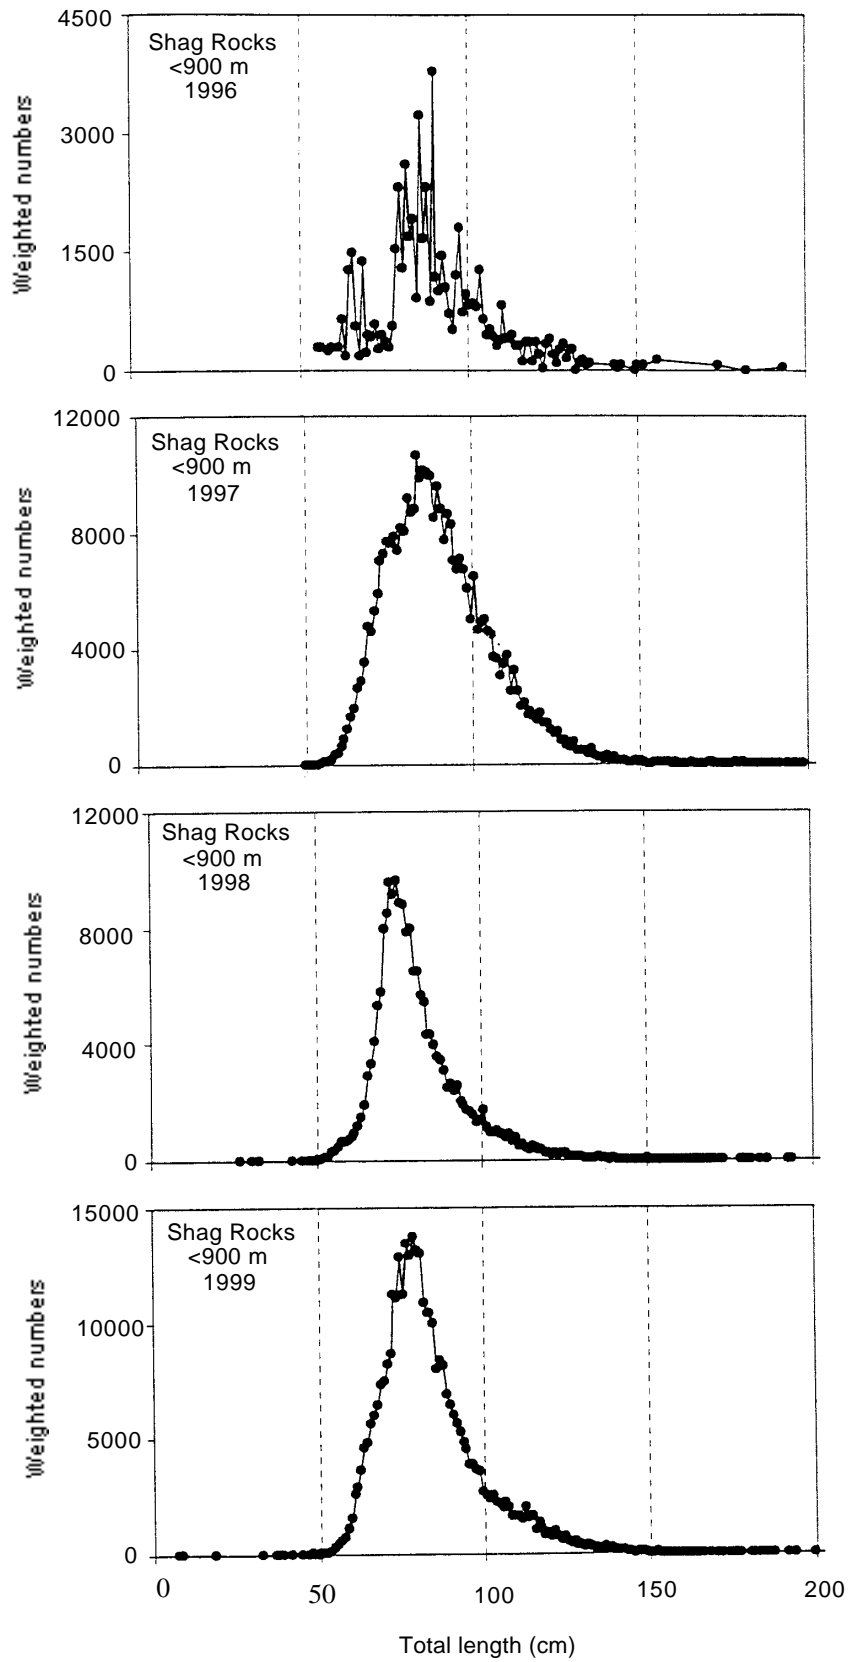 4500
Shag Rocks
<900 m
1996
3000
1500
0
Weighted numbers
12000
Shag Rocks
<900 m
1997
8000
4000
0
Weighted numbers
12000
Shag Rocks
<900 m
1998
8000
4000
0
Weighted numbers
15000
Shag Rocks
<900 m
1999
10000
5000
0
Weighted numbers
0 50 100 150 200
Total length (cm)